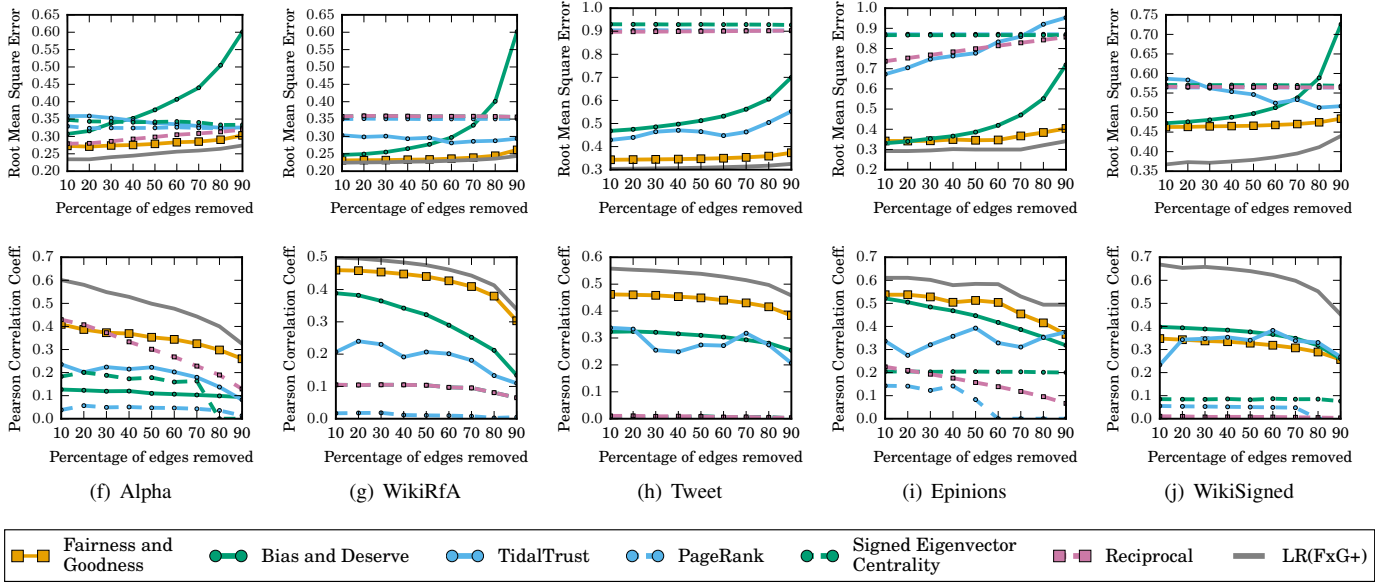 Root Mean Square Error
0.65
0.60
0.55
0.50
0.45
0.40
0.35
0.30
0.25
0.20
10 20 30 40 50 60 70 80 90
Percentage of edges removed
Root Mean Square Error
0.65
0.60
0.55
0.50
0.45
0.40
0.35
0.30
0.25
0.20
10 20 30 40 50 60 70 80 90
Percentage of edges removed
Root Mean Square Error
1.0
0.9
0.8
0.7
0.6
0.5
0.4
0.3
10 20 30 40 50 60 70 80 90
Percentage of edges removed
Root Mean Square Error
1.0
0.9
0.8
0.7
0.6
0.5
0.4
0.3
0.2
10 20 30 40 50 60 70 80 90
Percentage of edges removed
Root Mean Square Error
0.75
0.70
0.65
0.60
0.55
0.50
0.45
0.40
0.35
10 20 30 40 50 60 70 80 90
Percentage of edges removed
Pearson Correlation Coeff.
0.7
0.6
0.5
0.4
0.3
0.2
0.1
0.0
10 20 30 40 50 60 70 80 90
Percentage of edges removed
(f) Alpha
Pearson Correlation Coeff.
0.5
0.4
0.3
0.2
0.1
0.0
10 20 30 40 50 60 70 80 90
Percentage of edges removed
(g) WikiRfA
Pearson Correlation Coeff.
0.6
0.5
0.4
0.3
0.2
0.1
0.0
10 20 30 40 50 60 70 80 90
Percentage of edges removed
(h) Tweet
Pearson Correlation Coeff.
0.7
0.6
0.5
0.4
0.3
0.2
0.1
0.0
10 20 30 40 50 60 70 80 90
Percentage of edges removed
(i) Epinions
Pearson Correlation Coeff.
0.7
0.6
0.5
0.4
0.3
0.2
0.1
0.0
10 20 30 40 50 60 70 80 90
Percentage of edges removed
(j) WikiSigned
Fairness and
Goodness
Bias and Deserve
TidalTrust
PageRank
Signed Eigenvector
Centrality
Reciprocal
LR(FxG+)